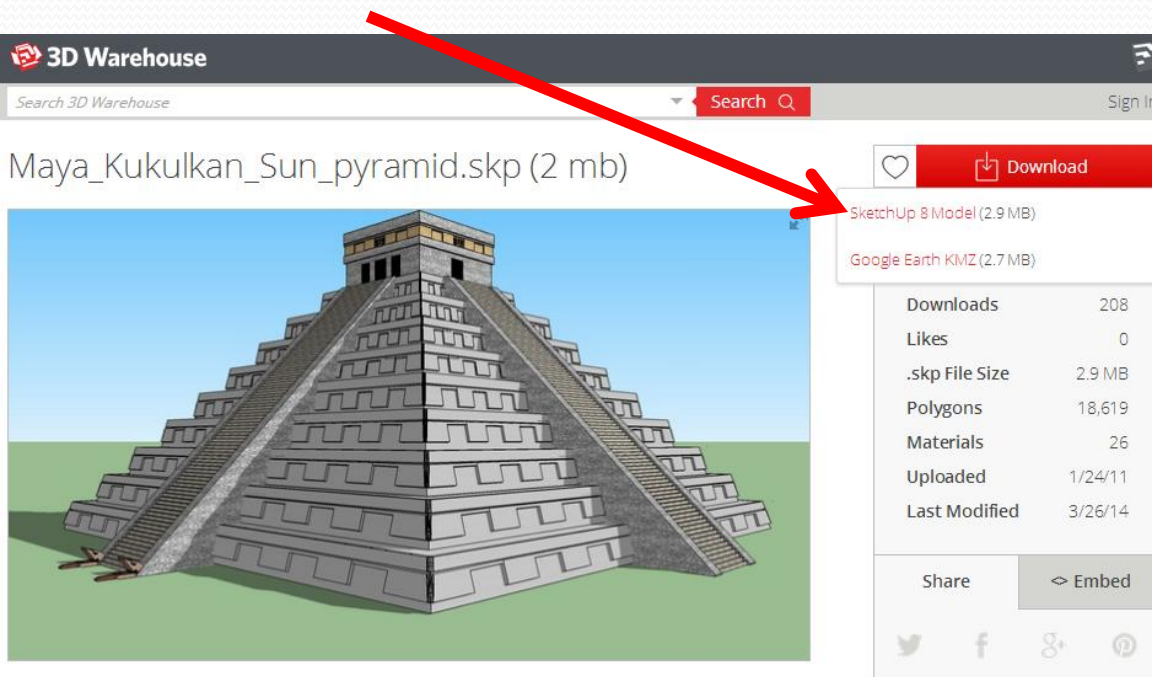 3D Warehouse
Search 3D Warehouse
Search
Sign In
Maya_Kukulkan_Sun_pyramid.skp (2 mb)
Download
SketchUp 8 Model (2.9 MB)
Google Earth KMZ (2.7 MB)
Downloads 208
Likes 0
.skp File Size 2.9 MB
Polygons 18,619
Materials 26
Uploaded 1/24/11
Last Modified 3/26/14
Share
<> Embed